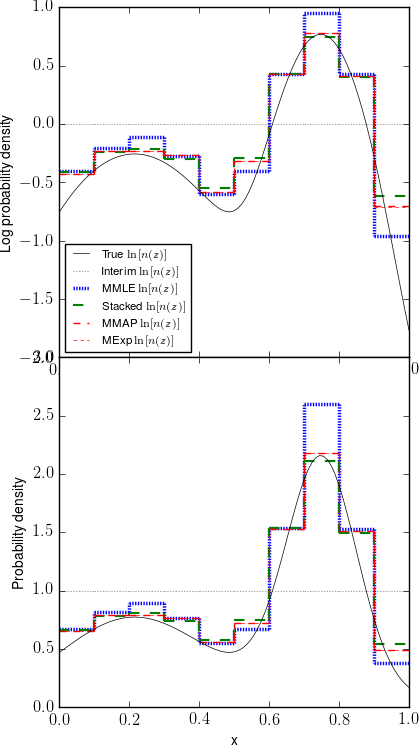 1.0
0.5
0.0
−0.5
−1.0
−1.5
−2.0
Log probability density
True ln[n(z)]
Interim ln[n(z)]
MMLE ln[n(z)]
Stacked ln[n(z)]
MMAP ln[n(z)]
MExp ln[n(z)]
0
0
3.0
2.5
2.0
1.5
1.0
0.5
0.0
Probability density
0.0 0.2 0.4 0.6 0.8 1.0
x